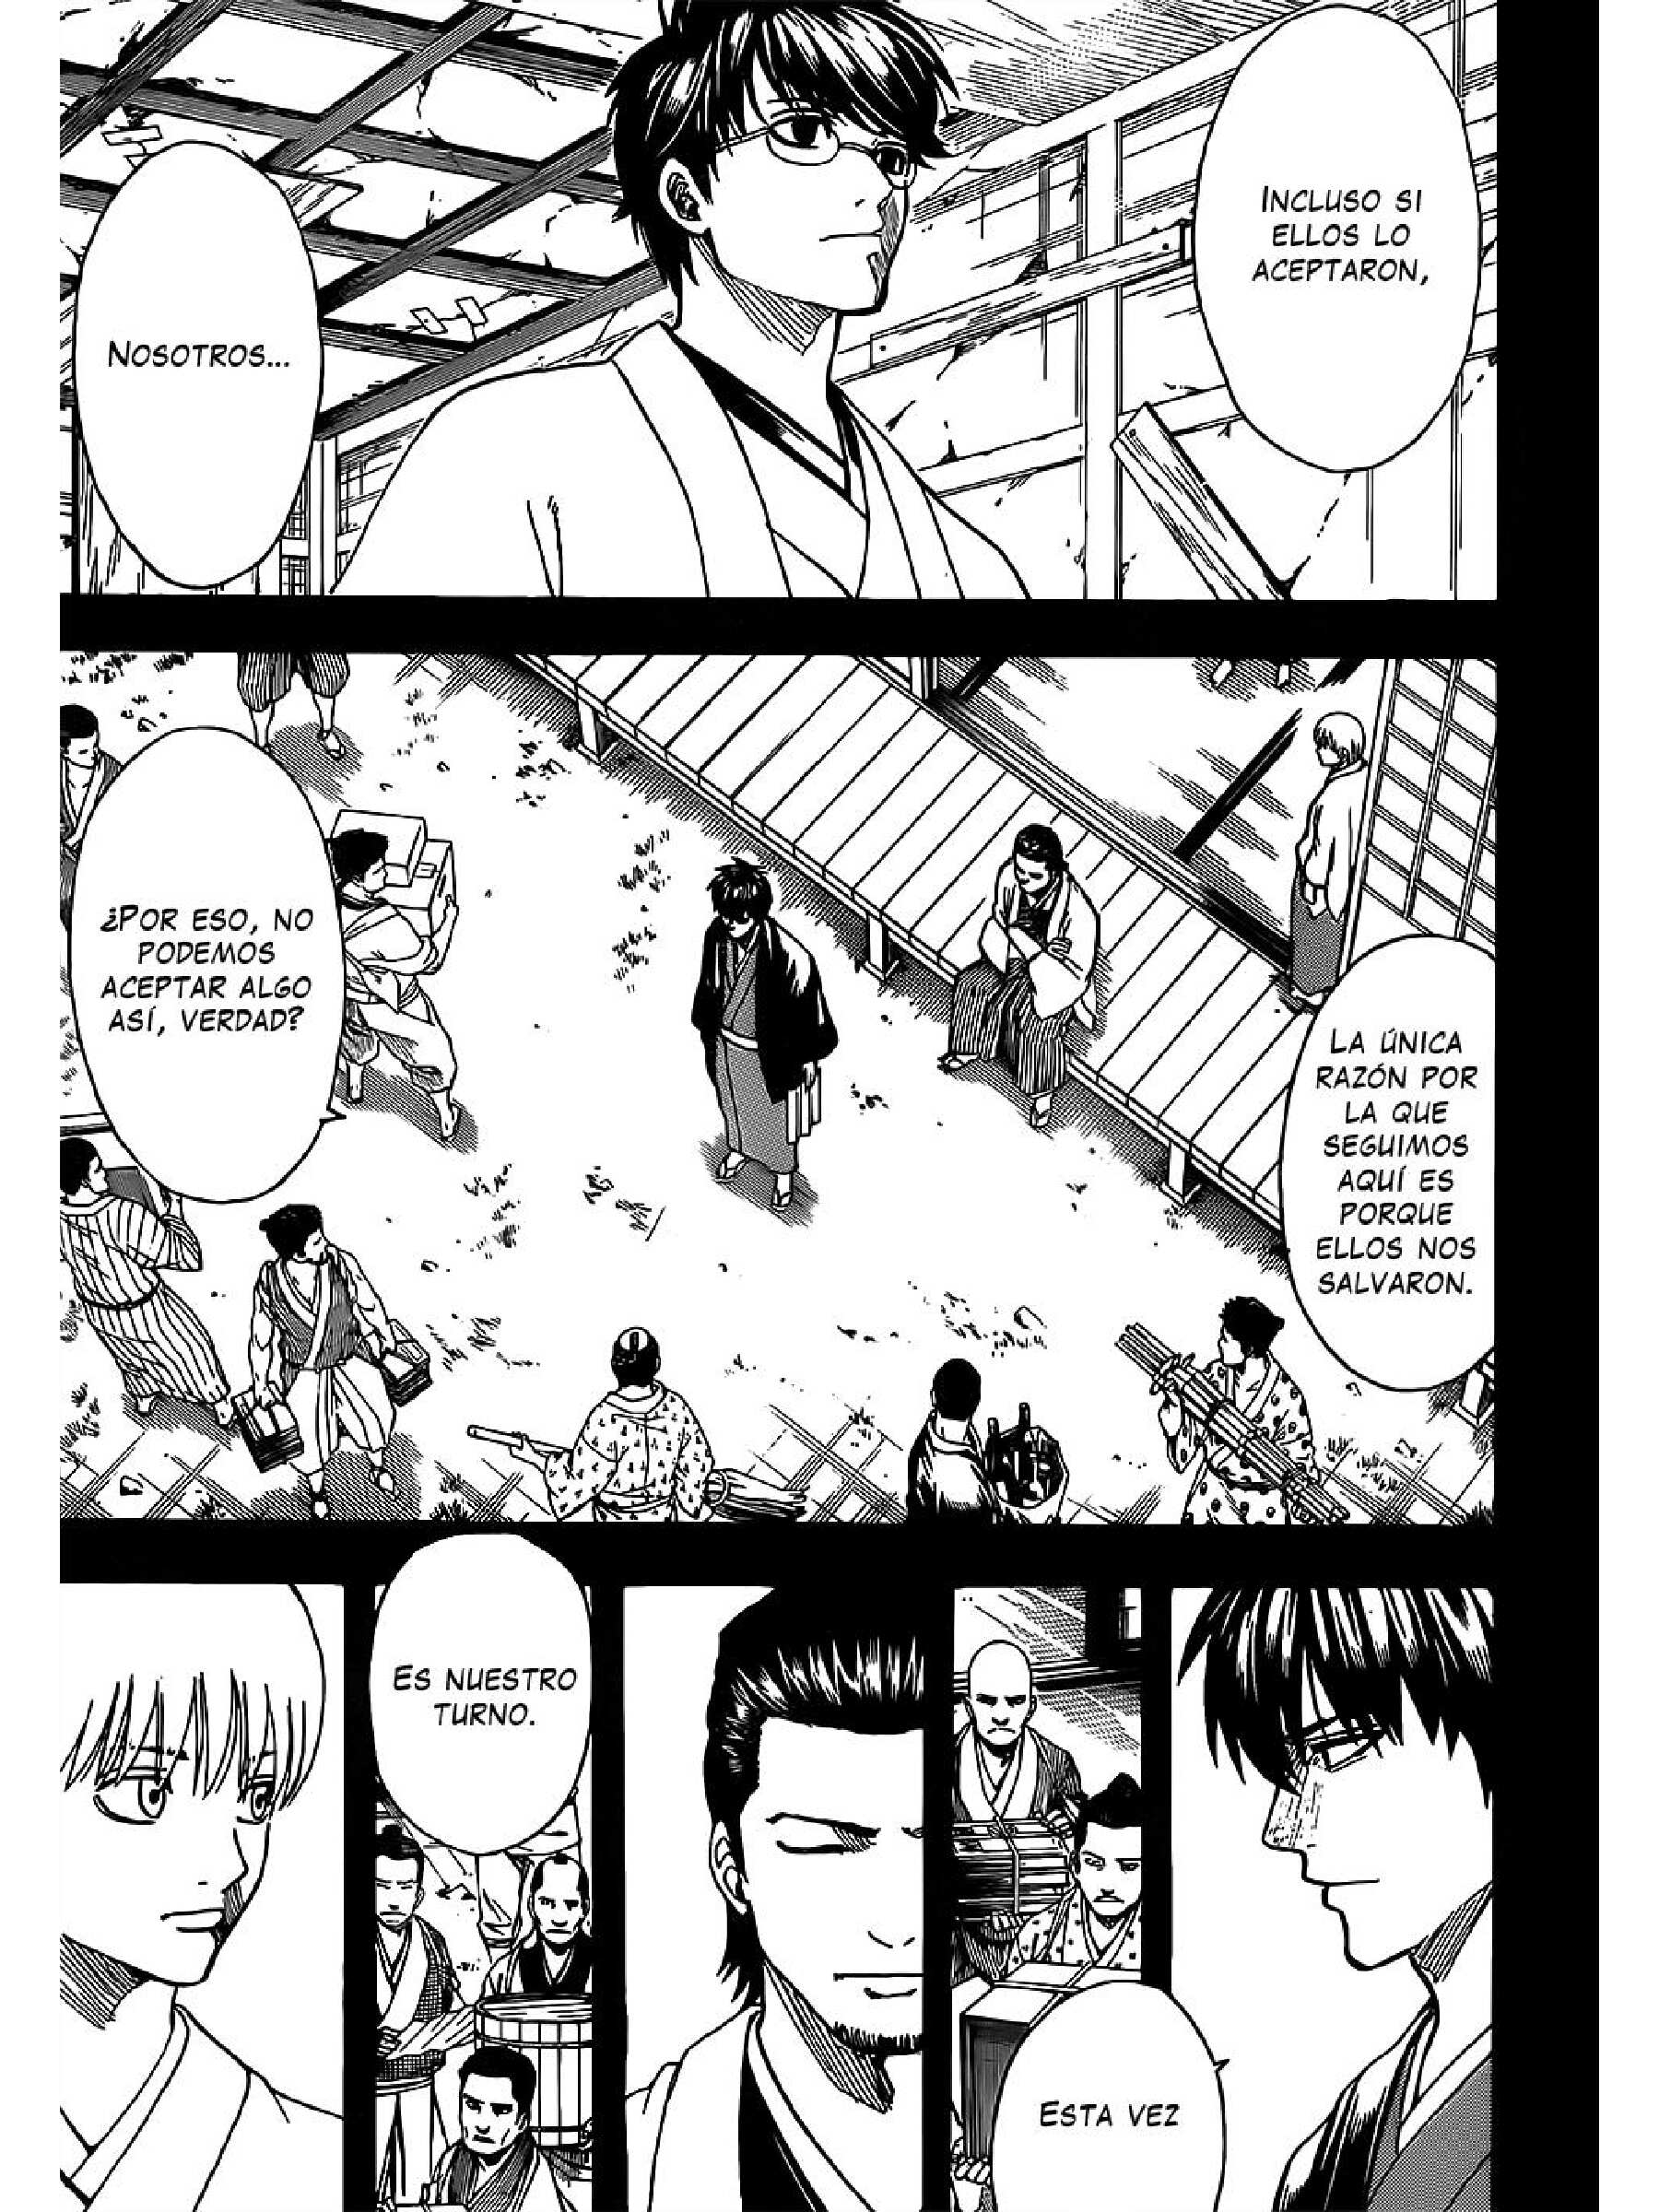 INCLUSO SI
ELLOS LO
ACEPTARON,
NOSOTROS...
LA ÚNICA
RAZÓN POR
LA QUE
SEGUIMOS
AQUÍ ES
PORQUE
ELLOS NOS
SALVARON.
¿POR ESO, NO
PODEMOS
ACEPTAR ALGO
ASÍ, VERDAD?
ESTA VEZ
ES NUESTRO
TURNO.